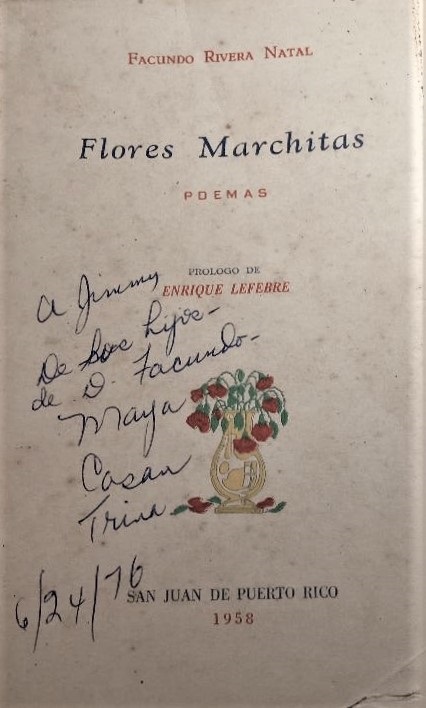 FACUNDO RIVERA NATAL
Flores Marchitas
POEMAS
PROLOGO DE
ENRIQUE LEFEBRE
A Jimmy
De los hijos-
de D. Facundo-
Maya
Casan
Trina
6/24/76
SAN JUAN DE PUERTO RICO
1958